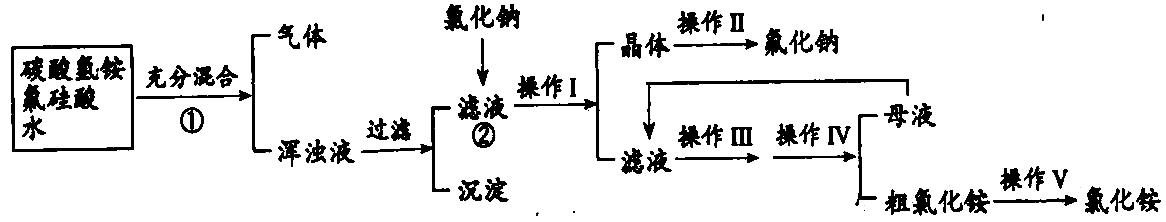 碳酸氢铵
氟硅酸
水
充分混合
①
气体
浑浊液
过滤
氯化钠
滤液
②
沉淀
操作Ⅰ
晶体
操作Ⅱ
氟化钠
滤液
操作Ⅲ
操作Ⅳ
母液
粗氯化铵
操作Ⅴ
氯化铵